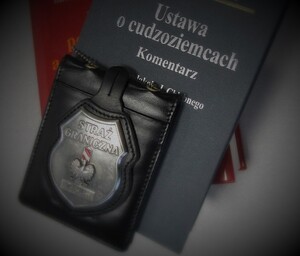 Ustawa
o cudzoziemcach
Komentarz
STRAŻ
GRANICZNA